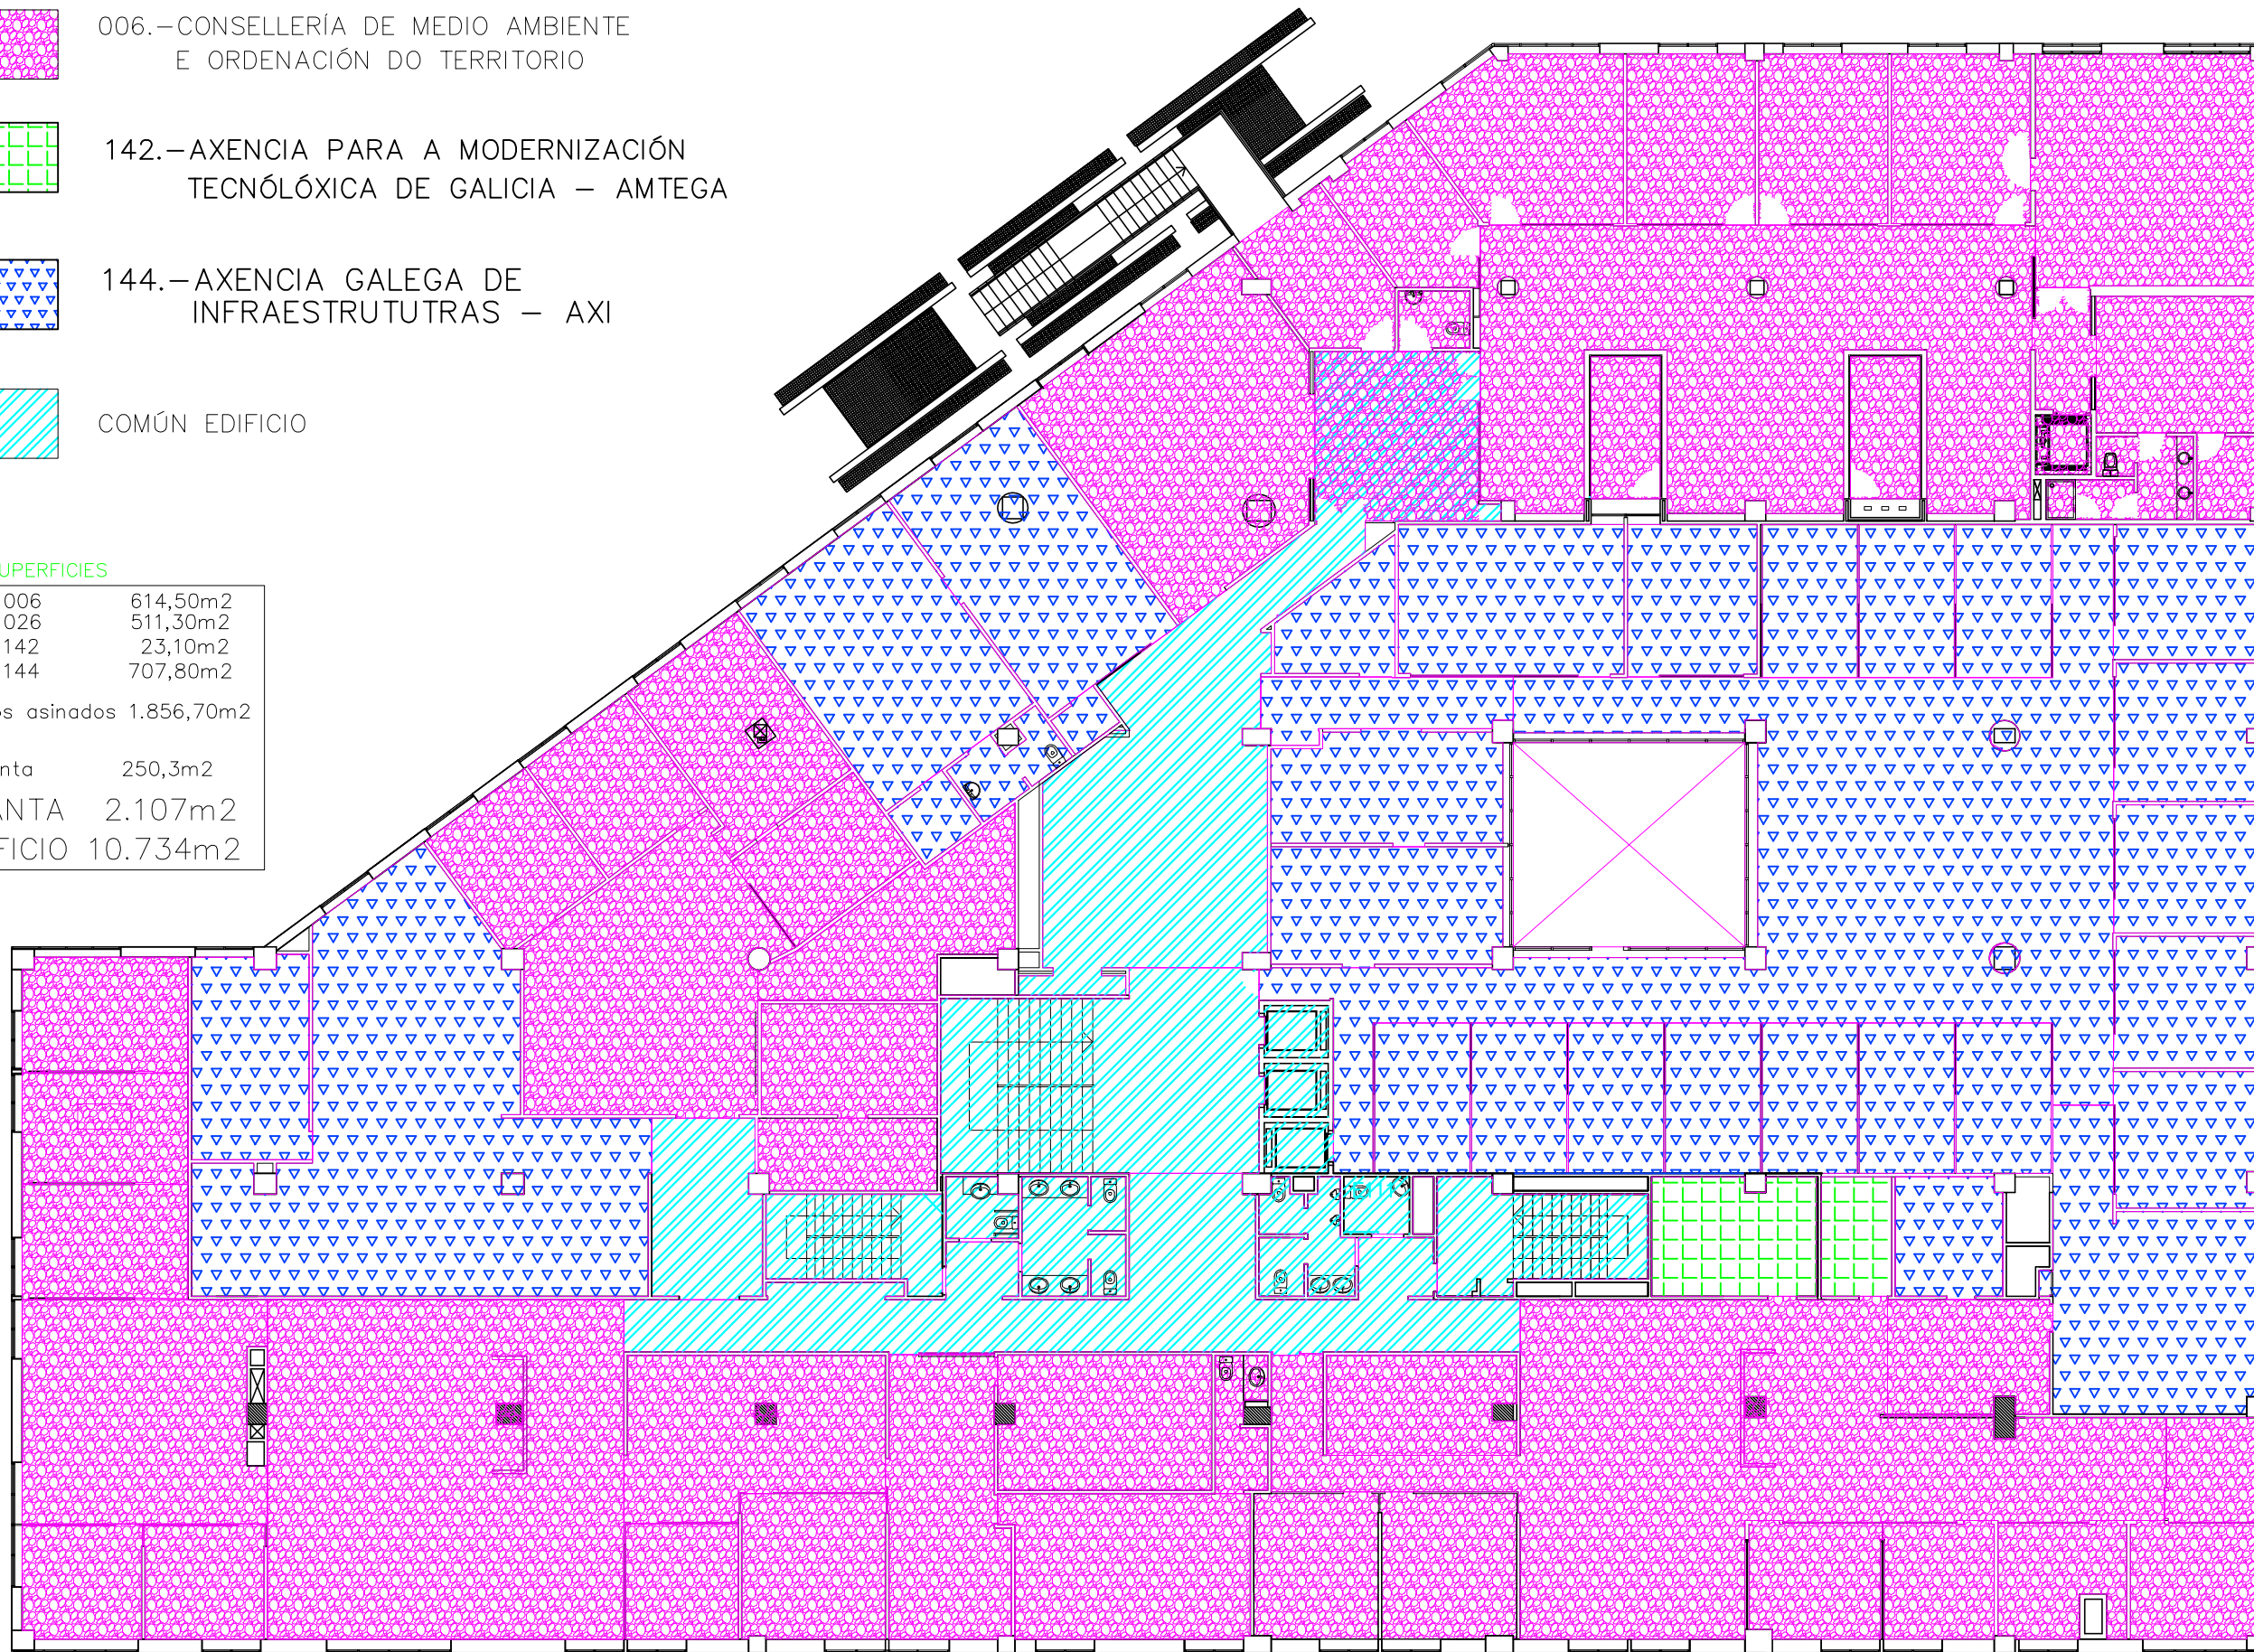 006.-CONSELLERÍA DE MEDIO AMBIENTE
E ORDENACIÓN DO TERRITORIO
142.-AXENCIA PARA A MODERNIZACIÓN
TECNÓLÓXICA DE GALICIA - AMTEGA
144.-AXENCIA GALEGA DE
INFRAESTRUTUTRAS - AXI
COMÚN EDIFICIO
UPERFICIES
006 614,50m2
026 511,30m2
142 23,10m2
144 707,80m2
os asinados 1.856,70m2
nta 250,3m2
ANTA 2.107m2
FICIO 10.734m2